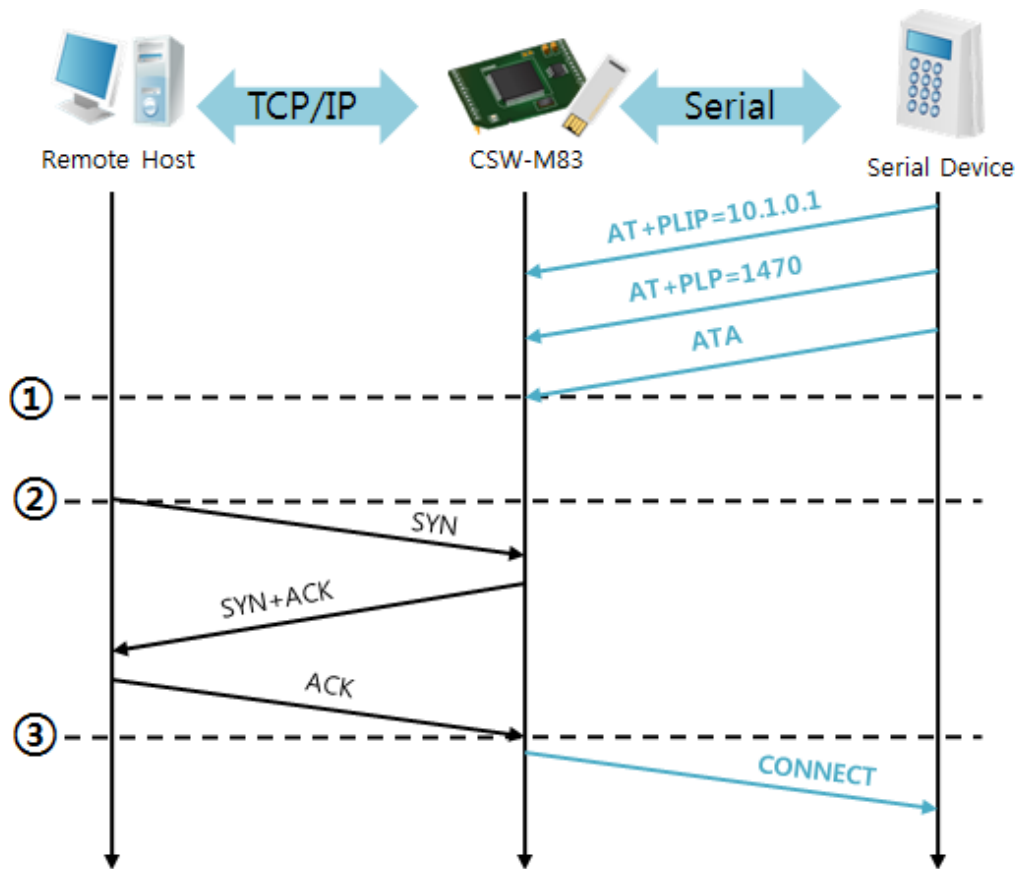 TCP/IP
Serial
Remote Host
CSW-M83
Serial Device
AT+PLIP=10.1.0.1
AT+PLP=1470
ATA
①
②
SYN
SYN+ACK
ACK
③
CONNECT